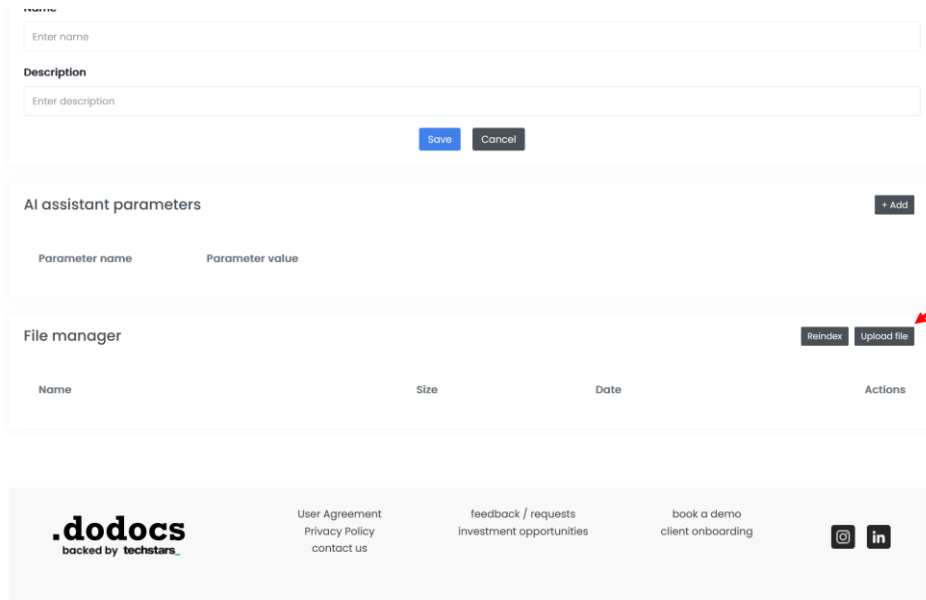 Name
Enter name
Description
Enter description
Save Cancel
AI assistant parameters + Add
Parameter name Parameter value
File manager Reindex Upload file
Name Size Date Actions
.dodocs
backed by techstars_
User Agreement
Privacy Policy
contact us
feedback / requests
investment opportunities
book a demo
client onboarding
in